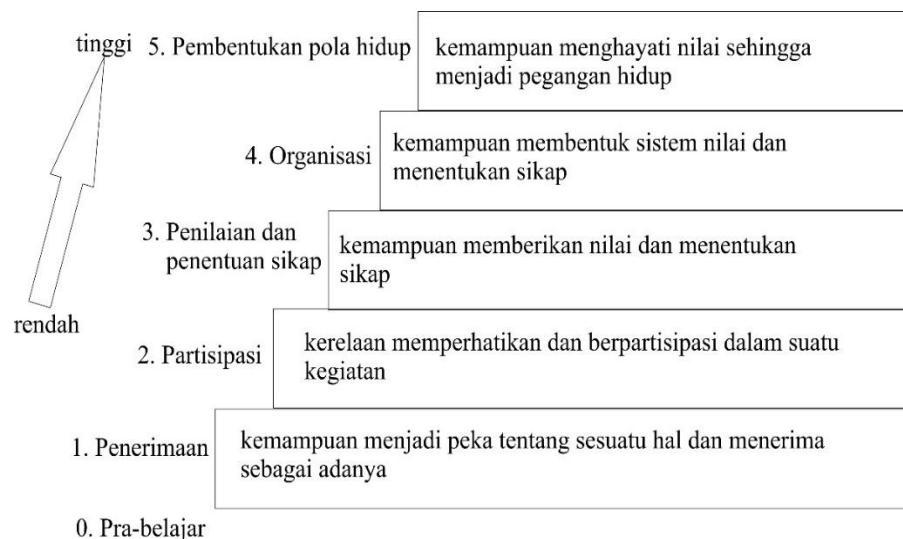 tinggi 5. Pembentukan pola hidup
kemampuan menghayati nilai sehingga
menjadi pegangan hidup
4. Organisasi
kemampuan membentuk sistem nilai dan
menentukan sikap
3. Penilaian dan
penentuan sikap
kemampuan memberikan nilai dan menentukan
sikap
rendah
2. Partisipasi
kerelaan memperhatikan dan berpartisipasi dalam suatu
kegiatan
1. Penerimaan
kemampuan menjadi peka tentang sesuatu hal dan menerima
sebagai adanya
0. Pra-belajar